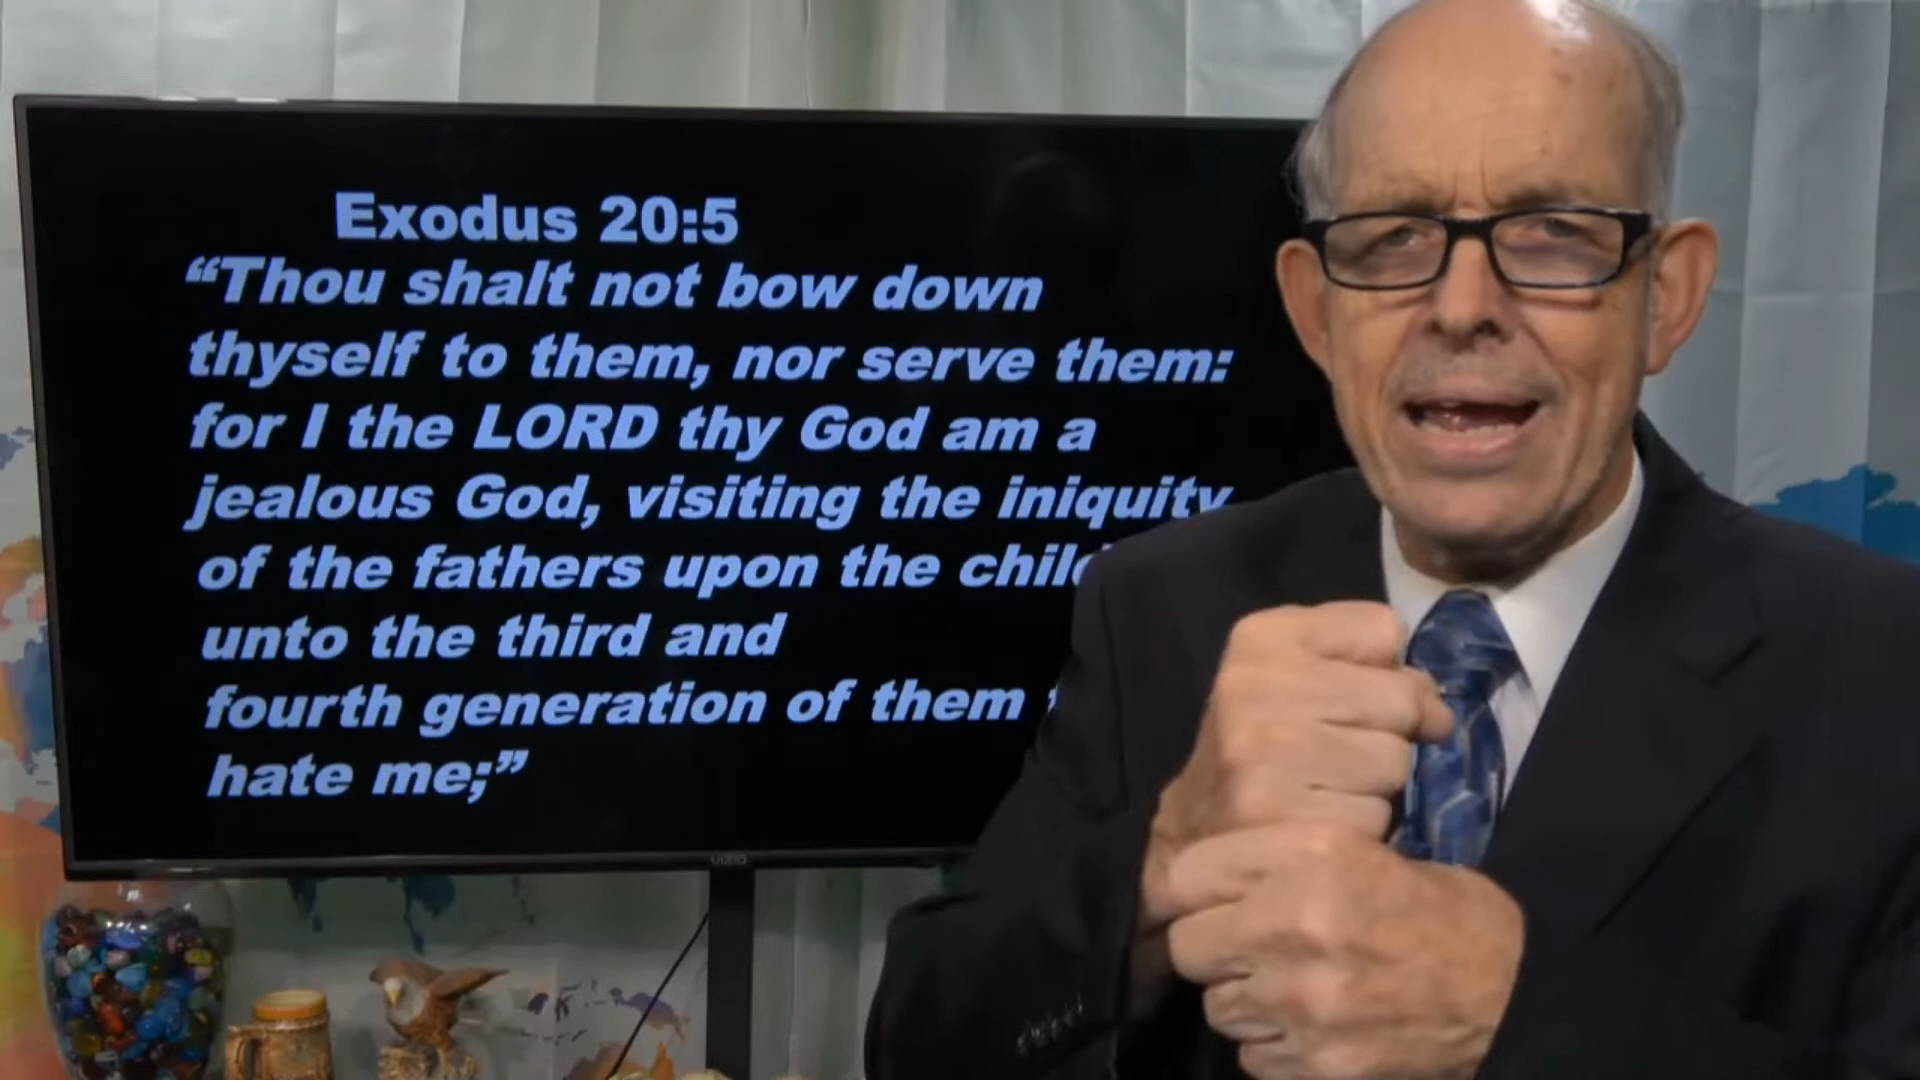 Exodus 20:5
“Thou shalt not bow down
thyself to them, nor serve them:
for I the LORD thy God am a
jealous God, visiting the iniquity
of the fathers upon the
unto the third and
fourth generation of them
hate me;”
VIZIO